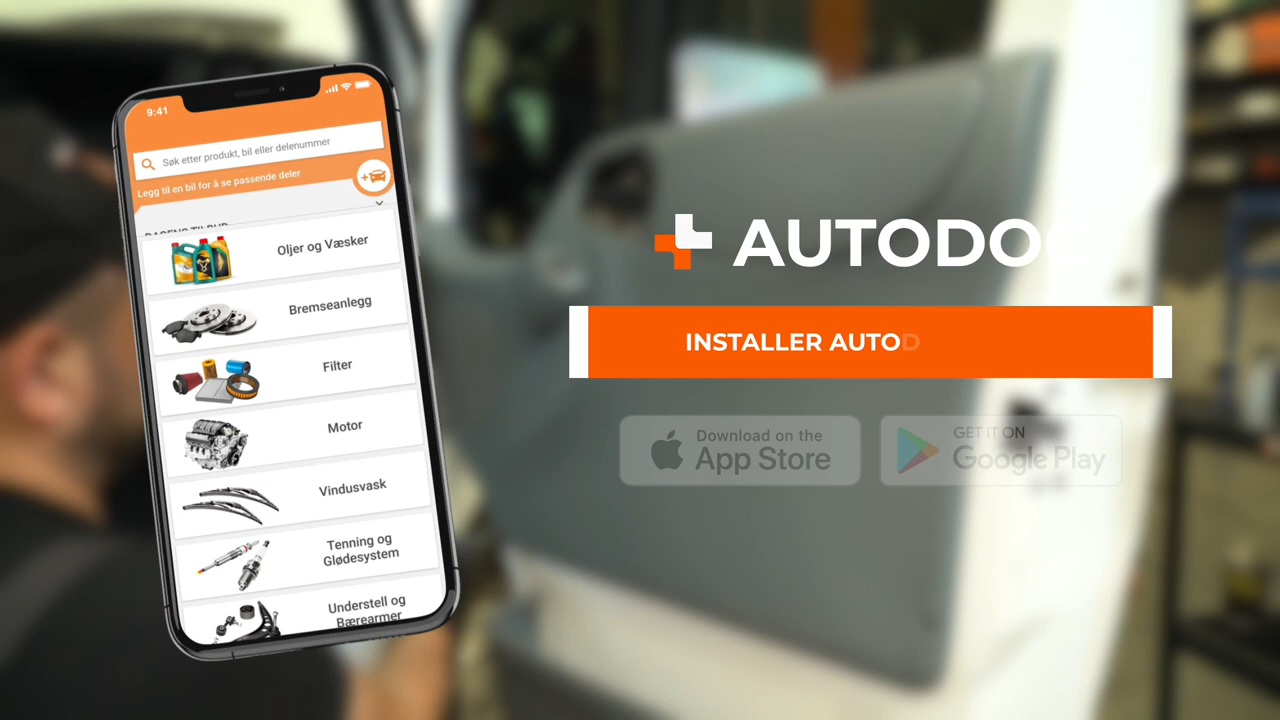 9:41
Søk etter produkt, bil eller delenummer
Legg til en bil for å se passende deler
Oljer og Væsker
Bremseanlegg
Filter
Motor
Vindusvask
Tenning og
Glødesystem
Understell og
Bærearmer
AUTODOC
INSTALLER AUTOD
Download on the
App Store
GET IT ON
Google Play